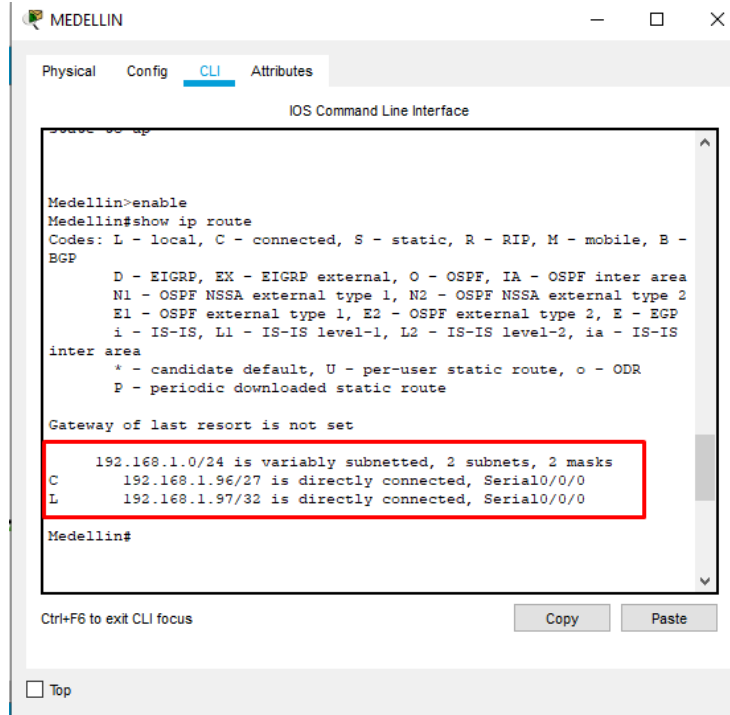 MEDELLIN
Physical Config CLI Attributes
IOS Command Line Interface
Medellin>enable
Medellin#show ip route
Codes: L - local, C - connected, S - static, R - RIP, M - mobile, B -
BGP
D - EIGRP, EX - EIGRP external, O - OSPF, IA - OSPF inter area
N1 - OSPF NSSA external type 1, N2 - OSPF NSSA external type 2
E1 - OSPF external type 1, E2 - OSPF external type 2, E - EGP
i - IS-IS, L1 - IS-IS level-1, L2 - IS-IS level-2, ia - IS-IS
inter area
* - candidate default, U - per-user static route, o - ODR
P - periodic downloaded static route
Gateway of last resort is not set
192.168.1.0/24 is variably subnetted, 2 subnets, 2 masks
C 192.168.1.96/27 is directly connected, Serial0/0/0
L 192.168.1.97/32 is directly connected, Serial0/0/0
Medellin#
Ctrl+F6 to exit CLI focus Copy Paste
Top